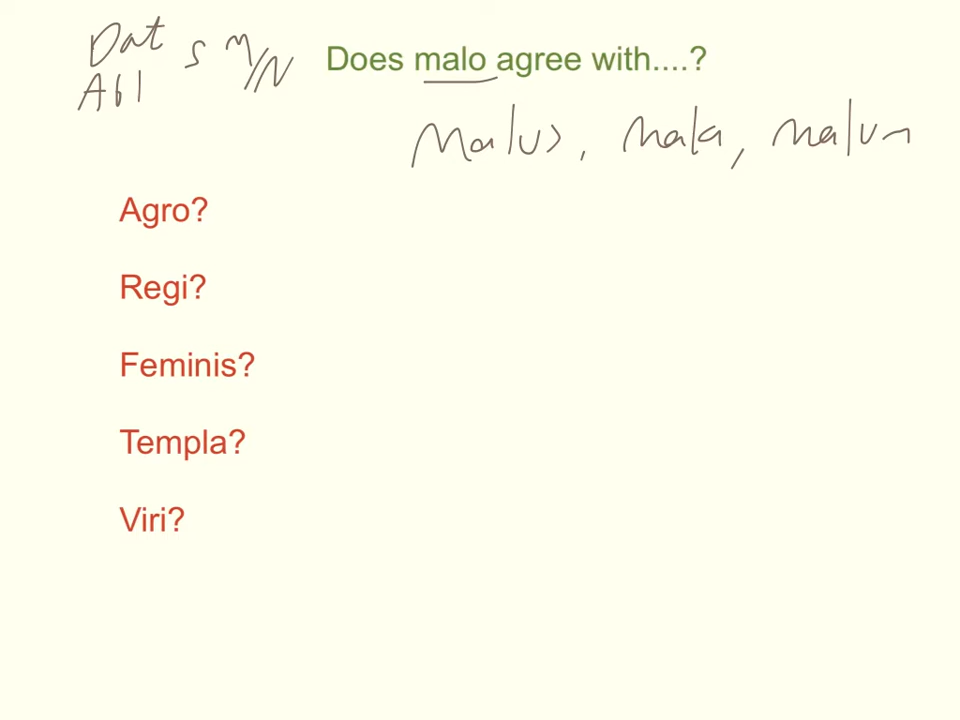 Dat S M/N Does malo agree with....?
Abl
malus, mala, malum
Agro?
Regi?
Feminis?
Templa?
Viri?